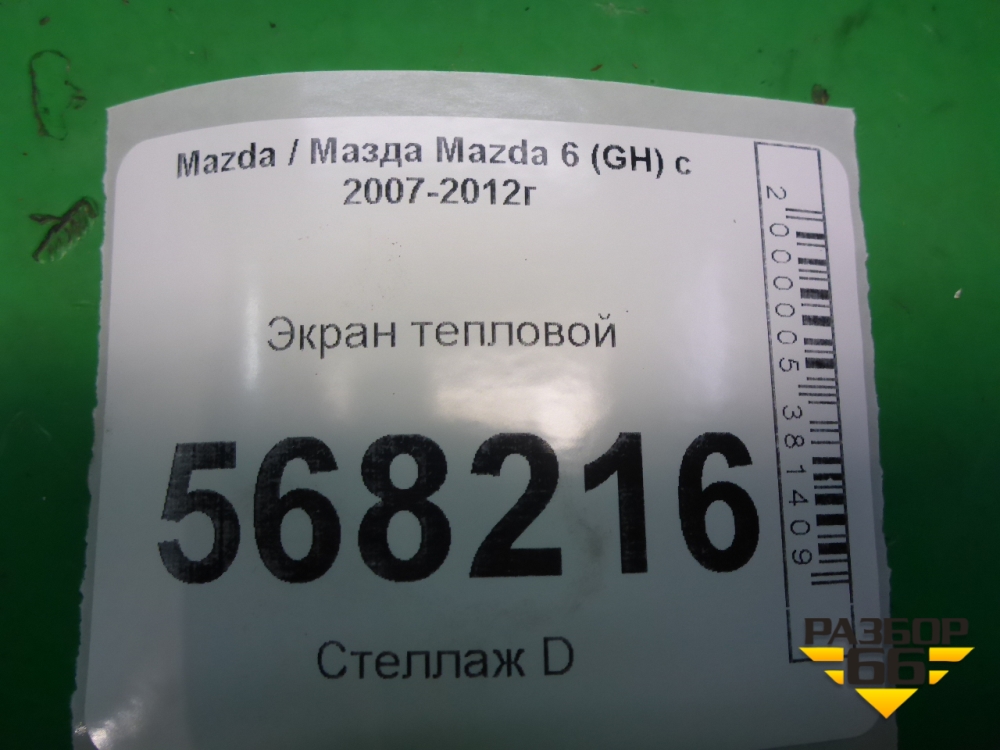 Mazda / Мазда Mazda 6 (GH) с
2007-2012г
Экран тепловой
568216
Стеллаж D
2000005381409
РАЗБОР
66